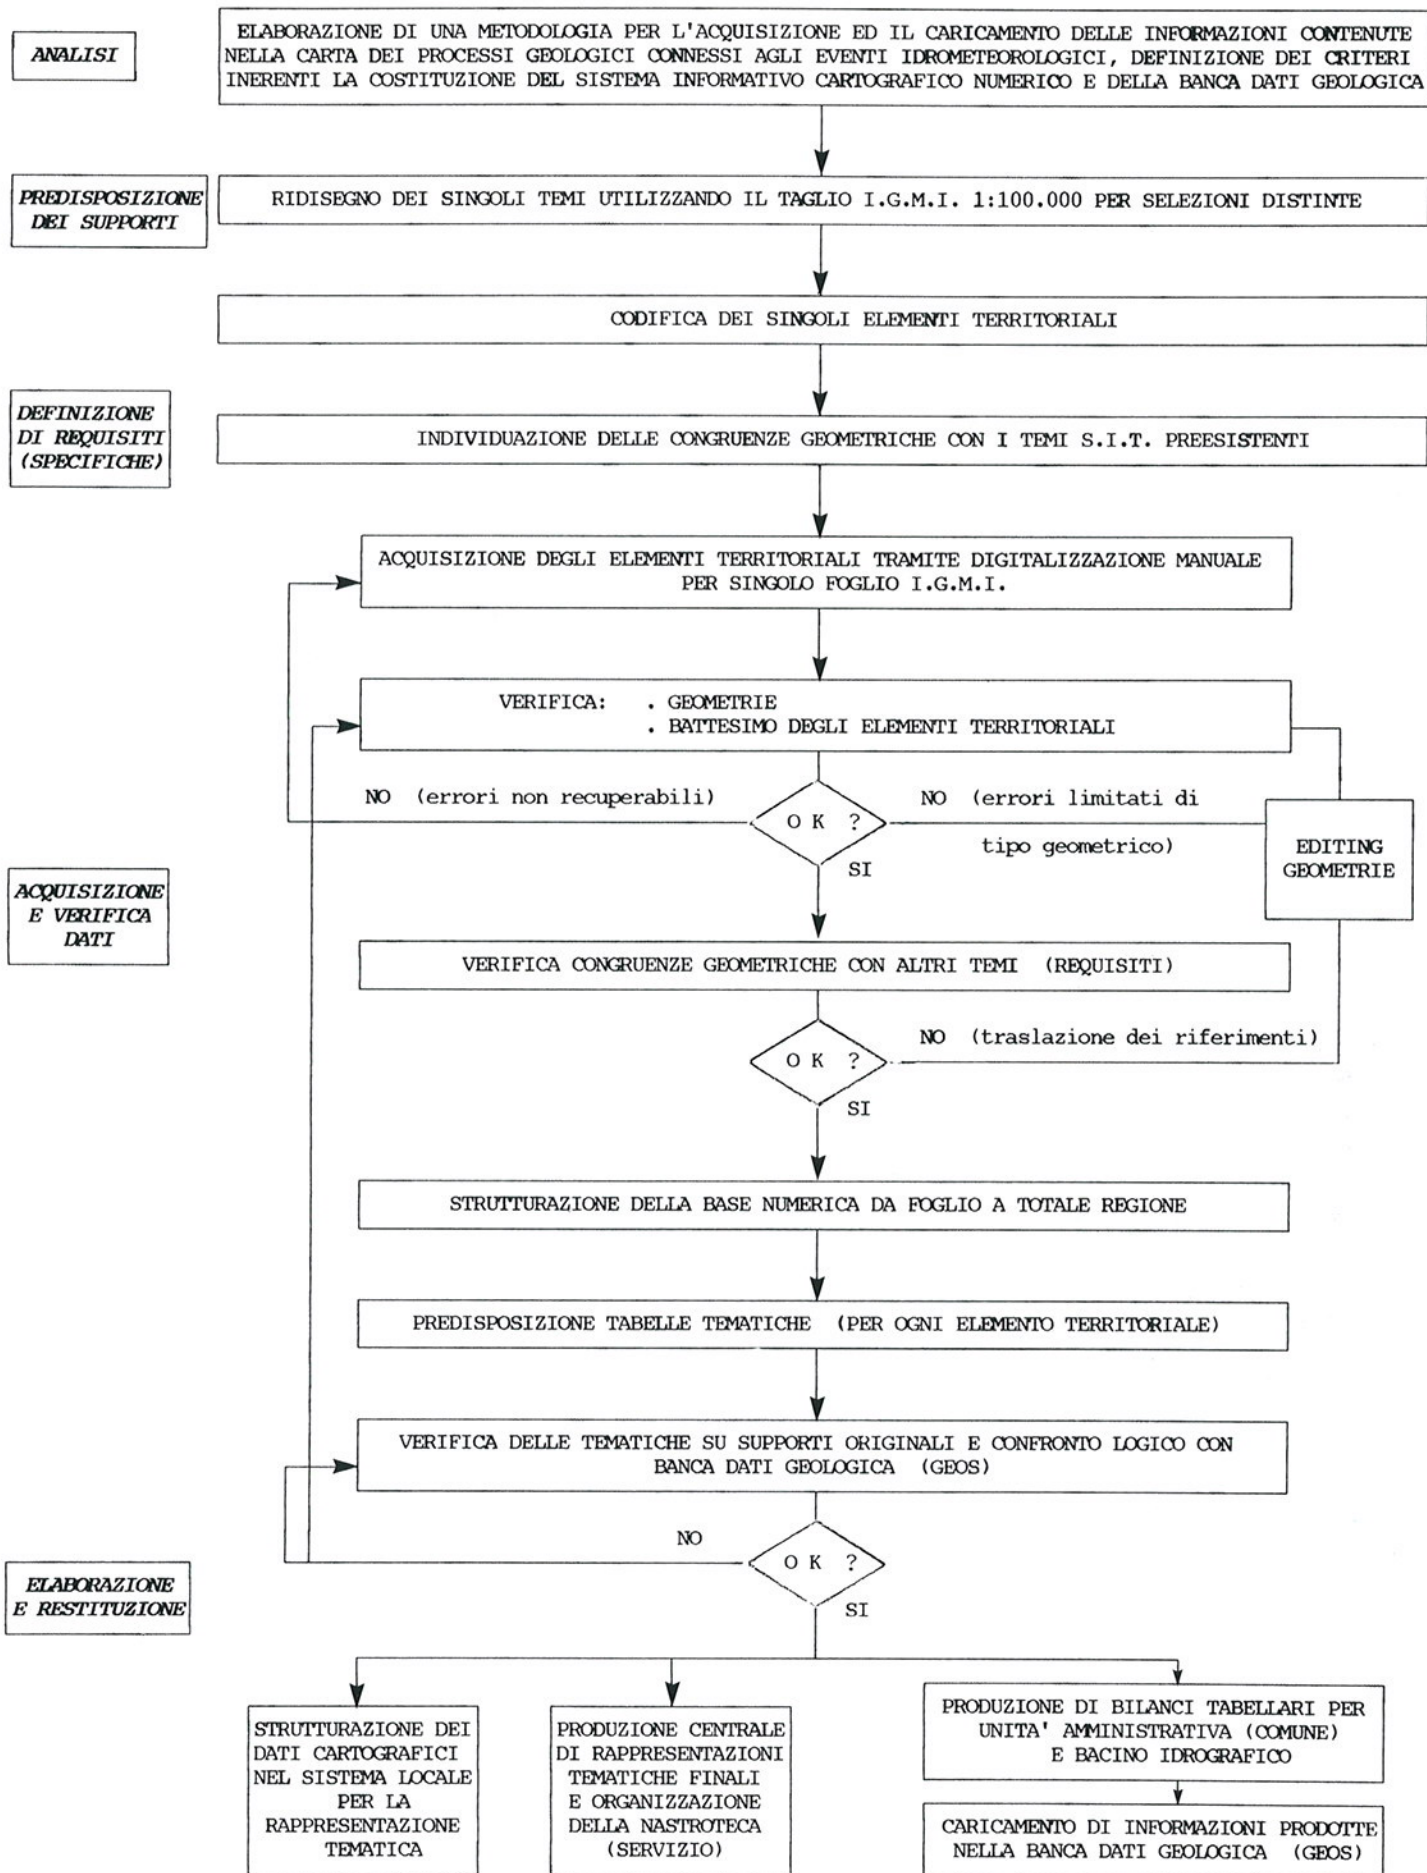 ANALISI
ELABORAZIONE DI UNA METODOLOGIA PER L'ACQUISIZIONE ED IL CARICAMENTO DELLE INFORMAZIONI CONTENUTE
NELLA CARTA DEI PROCESSI GEOLOGICI CONNESSI AGLI EVENTI IDROMETEOROLOGICI, DEFINIZIONE DEI CRITERI
INERENTI LA COSTITUZIONE DEL SISTEMA INFORMATIVO CARTOGRAFICO NUMERICO E DELLA BANCA DATI GEOLOGICA
PREDISPOSIZIONE
DEI SUPPORTI
RIDISEGNO DEI SINGOLI TEMI UTILIZZANDO IL TAGLIO I.G.M.I. 1:100.000 PER SELEZIONI DISTINTE
CODIFICA DEI SINGOLI ELEMENTI TERRITORIALI
DEFINIZIONE
DI REQUISITI
(SPECIFICHE)
INDIVIDUAZIONE DELLE CONGRUENZE GEOMETRICHE CON I TEMI S.I.T. PREESISTENTI
ACQUISIZIONE DEGLI ELEMENTI TERRITORIALI TRAMITE DIGITALIZZAZIONE MANUALE
PER SINGOLO FOGLIO I.G.M.I.
VERIFICA: . GEOMETRIE
. BATTESIMO DEGLI ELEMENTI TERRITORIALI
NO (errori non recuperabili)
O K ?
NO (errori limitati di
tipo geometrico)
SI
EDITING
GEOMETRIE
ACQUISIZIONE
E VERIFICA
DATI
VERIFICA CONGRUENZE GEOMETRICHE CON ALTRI TEMI (REQUISITI)
O K ?
NO (traslazione dei riferimenti)
SI
STRUTTURAZIONE DELLA BASE NUMERICA DA FOGLIO A TOTALE REGIONE
PREDISPOSIZIONE TABELLE TEMATICHE (PER OGNI ELEMENTO TERRITORIALE)
VERIFICA DELLE TEMATICHE SU SUPPORTI ORIGINALI E CONFRONTO LOGICO CON
BANCA DATI GEOLOGICA (GEOS)
NO
O K ?
SI
ELABORAZIONE
E RESTITUZIONE
STRUTTURAZIONE DEI
DATI CARTOGRAFICI
NEL SISTEMA LOCALE
PER LA
RAPPRESENTAZIONE
TEMATICA
PRODUZIONE CENTRALE
DI RAPPRESENTAZIONI
TEMATICHE FINALI
E ORGANIZZAZIONE
DELLA NASTROTECA
(SERVIZIO)
PRODUZIONE DI BILANCI TABELLARI PER
UNITA' AMMINISTRATIVA (COMUNE)
E BACINO IDROGRAFICO
CARICAMENTO DI INFORMAZIONI PRODOTTE
NELLA BANCA DATI GEOLOGICA (GEOS)